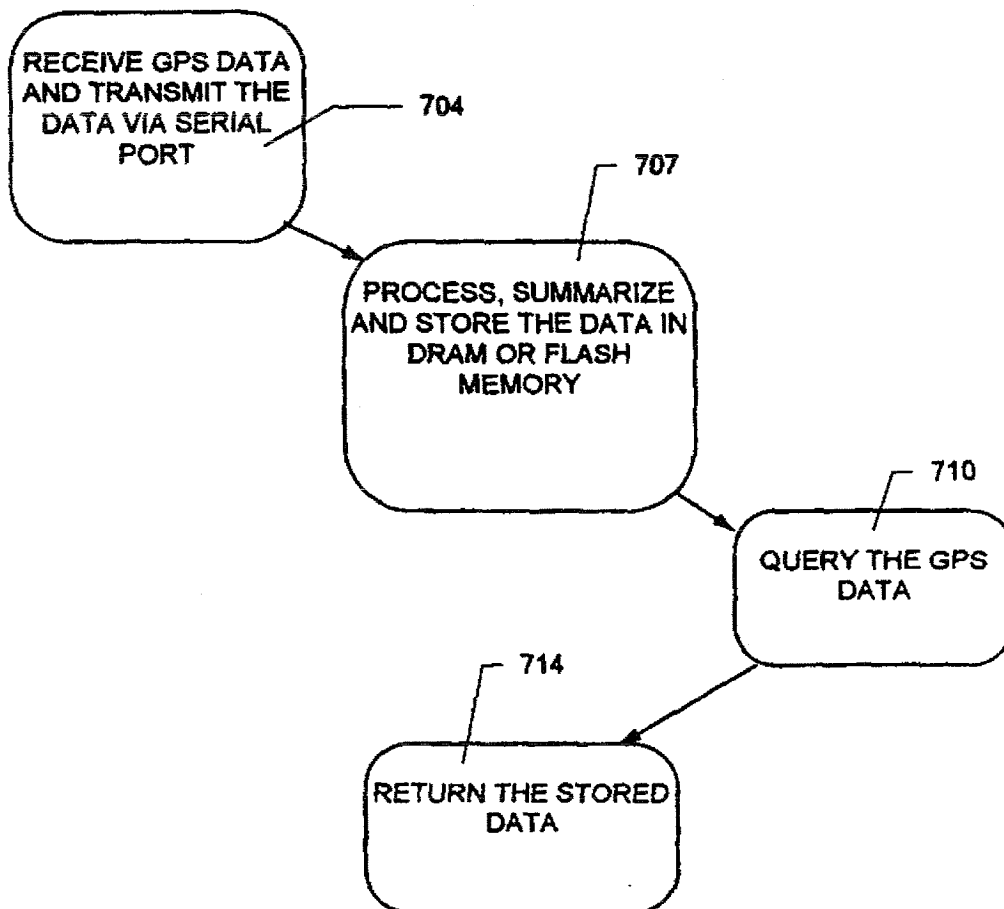 RECEIVE GPS DATA
AND TRANSMIT THE
DATA VIA SERIAL
PORT
704
707
PROCESS, SUMMARIZE
AND STORE THE DATA IN
DRAM OR FLASH
MEMORY
710
QUERY THE GPS
DATA
714
RETURN THE STORED
DATA